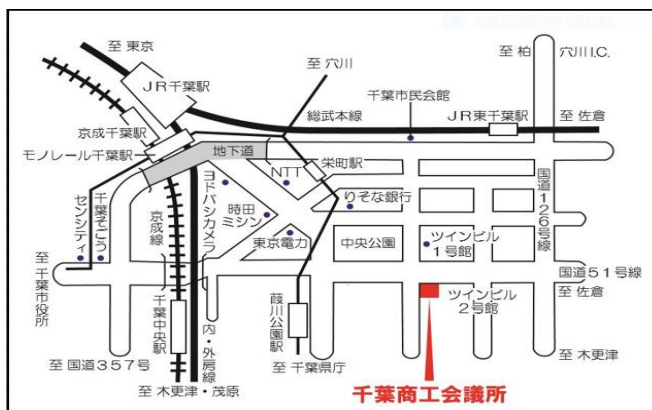 至 東京
至 柏
穴川I.C.
至 穴川
JR千葉駅
千葉市民会館
総武本線
JR東千葉駅
至 佐倉
京成千葉駅
モノレール千葉駅
地下道
栄町駅
NTT
国道126号線
センシティ
千葉そごう
京成線
ヨドバシカメラ
時田
ミシン
りそな銀行
東京電力
中央公園
ツインビル
1号館
至 千葉市役所
国道51号線
至 佐倉
千葉中央駅
内・外房線
葭川公園駅
ツインビル
2号館
至 国道357号
至 千葉県庁
至 木更津
至 木更津・茂原
千葉商工会議所